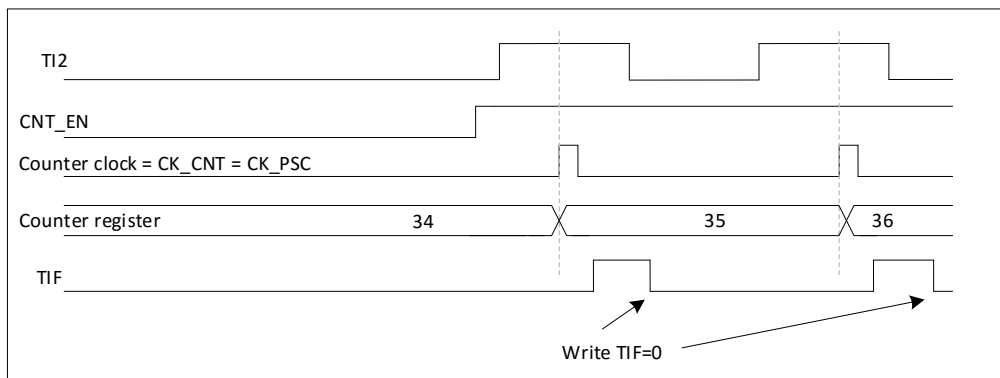 TI2
CNT_EN
Counter clock = CK_CNT = CK_PSC
Counter register 34 35 36
TIF
Write TIF=0